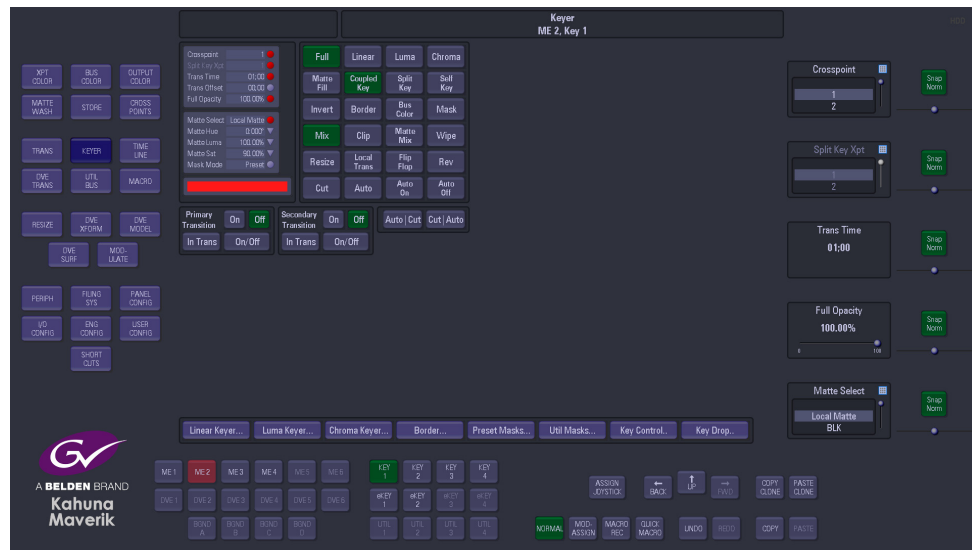 Keyer
ME 2, Key 1
XPT COLOR
BUS COLOR
OUTPUT COLOR
MATTE WASH
STORE
CROSS POINTS
TRANS
KEYER
TIME LINE
DVE TRANS
UTIL BUS
MACRO
RESIZE
DVE XFORM
DVE MODEL
DVE SURF
MOD-ULATE
PERIPH
FILING SYS
PANEL CONFIG
I/O CONFIG
ENG CONFIG
USER CONFIG
SHORT CUTS
Crosspoint 1
Split Key Xpt 1
Trans Time 01;00
Trans Offset 00;00
Full Opacity 100.00%
Matte Select Local Matte
Matte Hue 0.000°
Matte Luma 100.00%
Matte Sat 90.00%
Mask Mode Preset
Full Linear Luma Chroma
Matte Fill
Coupled Key
Split Key
Self Key
Invert Border
Bus Color
Mask
Mix Clip
Matte Mix
Wipe
Resize
Local Trans
Flip Flop
Rev
Cut Auto
Auto On
Auto Off
Primary Transition On Off
In Trans On/Off
Secondary Transition On Off
In Trans On/Off
Auto | Cut Cut | Auto
Crosspoint
1
2
Snap Norm
Split Key Xpt
1
2
Snap Norm
Trans Time
01;00
Snap Norm
Full Opacity
100.00%
0 100
Snap Norm
Matte Select
Local Matte
BLK
Snap Norm
Linear Keyer... Luma Keyer... Chroma Keyer... Border... Preset Masks... Util Masks... Key Control.. Key Drop..
GV
A BELDEN BRAND
Kahuna
Maverik
ME 1 ME 2 ME 3 ME 4 ME 5 ME 6
DVE 1 DVE 2 DVE 3 DVE 4 DVE 5 DVE 6
BGND A
BGND B
BGND C
BGND D
KEY 1
KEY 2
KEY 3
KEY 4
eKEY 1
eKEY 2
eKEY 3
eKEY 4
UTIL 1
UTIL 2
UTIL 3
UTIL 4
ASSIGN JOYSTICK
BACK
UP
FWD
COPY CLONE
PASTE CLONE
NORMAL
MOD-ASSIGN
MACRO REC
QUICK MACRO
UNDO REDO COPY PASTE